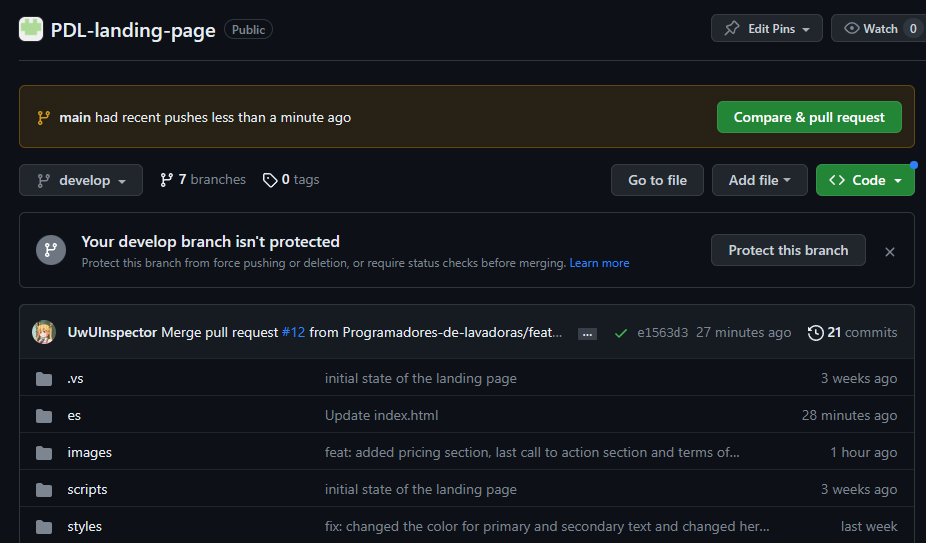 PDL-landing-page Public Edit Pins Watch 0
main had recent pushes less than a minute ago Compare & pull request
develop 7 branches 0 tags Go to file Add file <> Code
Your develop branch isn't protected
Protect this branch from force pushing or deletion, or require status checks before merging. Learn more
Protect this branch ×
UwUInspector Merge pull request #12 from Programadores-de-lavadoras/feat... ... e1563d3 27 minutes ago 21 commits
.vs initial state of the landing page 3 weeks ago
es Update index.html 28 minutes ago
images feat: added pricing section, last call to action section and terms of... 1 hour ago
scripts initial state of the landing page 3 weeks ago
styles fix: changed the color for primary and secondary text and changed her... last week